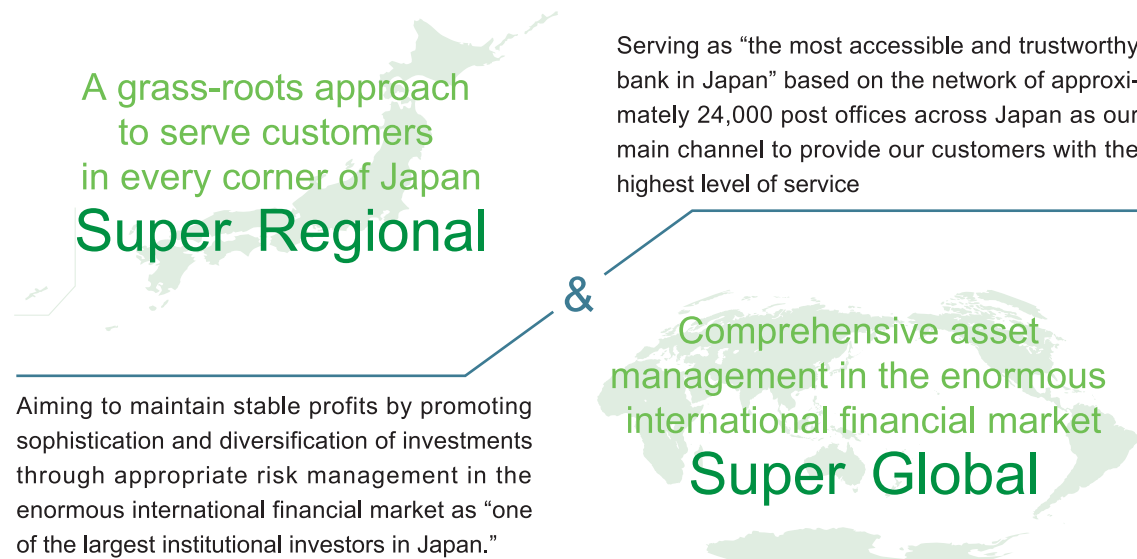 A grass-roots approach
to serve customers
in every corner of Japan
Super Regional
Serving as “the most accessible and trustworthy
bank in Japan” based on the network of approxi-
mately 24,000 post offices across Japan as our
main channel to provide our customers with the
highest level of service
&
Comprehensive asset
management in the enormous
international financial market
Super Global
Aiming to maintain stable profits by promoting
sophistication and diversification of investments
through appropriate risk management in the
enormous international financial market as “one
of the largest institutional investors in Japan.”